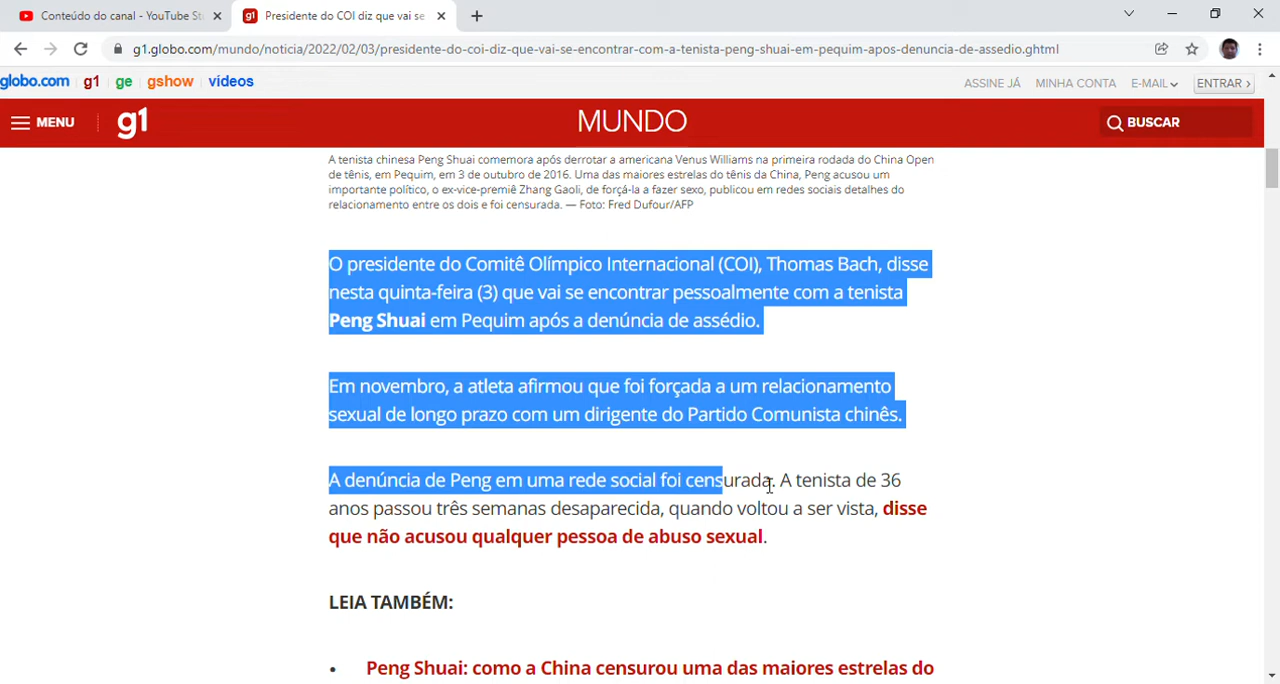 Conteúdo do canal - YouTube St
Presidente do COI diz que vai se
g1.globo.com/mundo/noticia/2022/02/03/presidente-do-coi-diz-que-vai-se-encontrar-com-a-tenista-peng-shuai-em-pequim-apos-denuncia-de-assedio.ghtml
globo.com g1 ge gshow videos ASSINE JÁ MINHA CONTA E-MAIL ENTRAR ›
MENU g1 MUNDO BUSCAR
A tenista chinesa Peng Shuai comemora após derrotar a americana Venus Williams na primeira rodada do China Open
de tênis, em Pequim, em 3 de outubro de 2016. Uma das maiores estrelas do tênis da China, Peng acusou um
importante político, o ex-vice-premiê Zhang Gaoli, de forçá-la a fazer sexo, publicou em redes sociais detalhes do
relacionamento entre os dois e foi censurada. — Foto: Fred Dufour/AFP
O presidente do Comitê Olímpico Internacional (COI), Thomas Bach, disse
nesta quinta-feira (3) que vai se encontrar pessoalmente com a tenista
Peng Shuai em Pequim após a denúncia de assédio.
Em novembro, a atleta afirmou que foi forçada a um relacionamento
sexual de longo prazo com um dirigente do Partido Comunista chinês.
A denúncia de Peng em uma rede social foi censurada. A tenista de 36
anos passou três semanas desaparecida, quando voltou a ser vista, disse
que não acusou qualquer pessoa de abuso sexual.
LEIA TAMBÉM:
• Peng Shuai: como a China censurou uma das maiores estrelas do